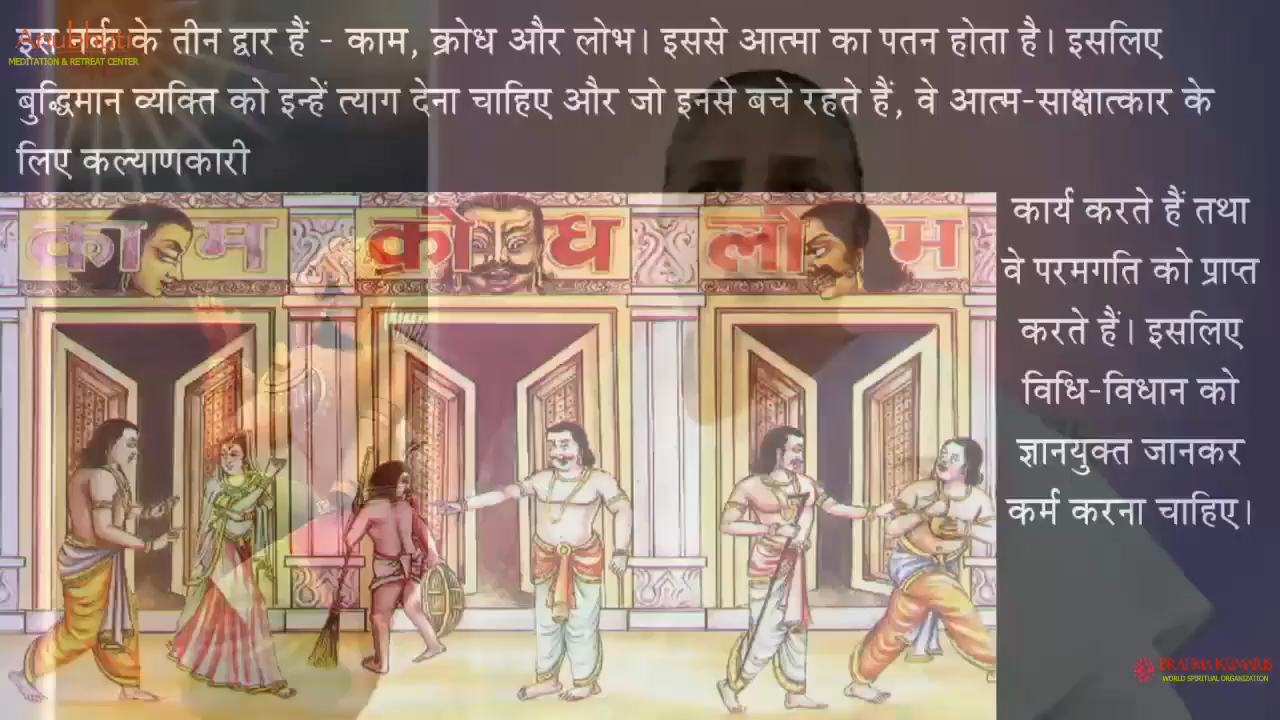 इस नर्क के तीन द्वार हैं - काम, क्रोध और लोभ। इससे आत्मा का पतन होता है। इसलिए
Anubhuti
MEDITATION & RETREAT CENTER
बुद्धिमान व्यक्ति को इन्हें त्याग देना चाहिए और जो इनसे बचे रहते हैं, वे आत्म-साक्षात्कार के
लिए कल्याणकारी
कार्य करते हैं तथा
वे परमगति को प्राप्त
करते हैं। इसलिए
विधि-विधान को
ज्ञानयुक्त जानकर
कर्म करना चाहिए।
काम क्रोध लोभ
BRAHMA KUMARIS
WORLD SPIRITUAL ORGANIZATION